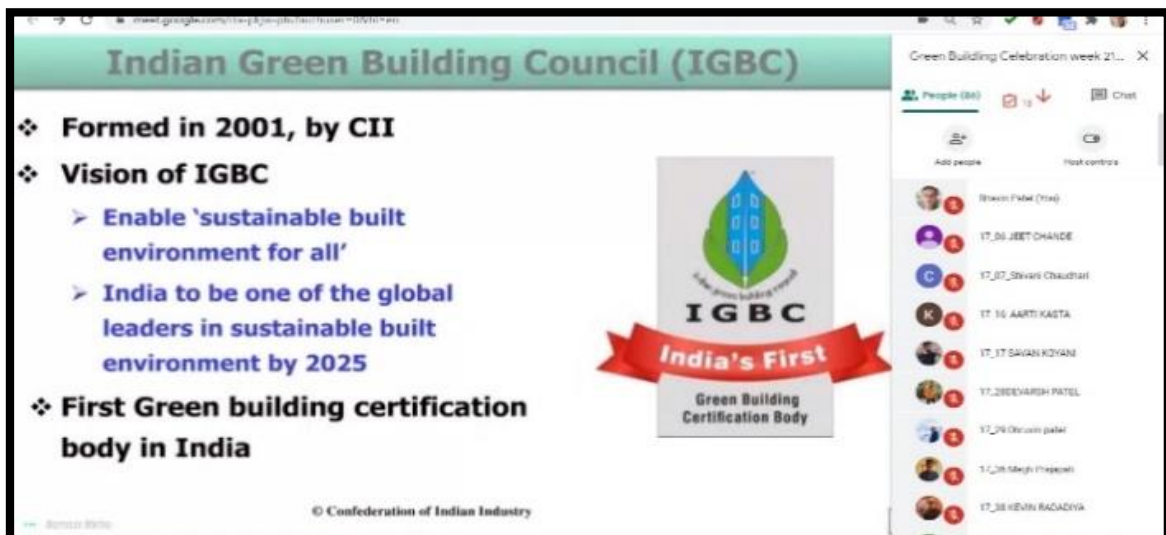 Indian Green Building Council (IGBC)
❖ Formed in 2001, by CII
❖ Vision of IGBC
➢ Enable ‘sustainable built
environment for all’
➢ India to be one of the global
leaders in sustainable built
environment by 2025
❖ First Green building certification
body in India
IGBC
India's First
Green Building
Certification Body
© Confederation of Indian Industry
Green Building Celebration week 21...
People (86)
Chat
Add people
Host controls
Bhavin Patel (You)
17_06 JEET CHANDE
17_07_Shivani Chaudhari
17_16 AARTI KASTA
17_17 SAVAN KOYANI
17_28DEVARSH PATEL
17_38 KEVIN RADADIYA